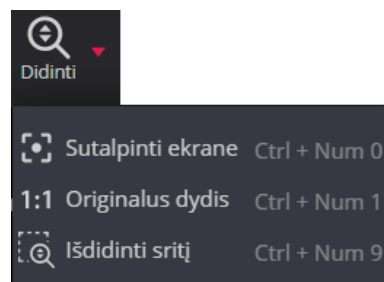 Didinti
Sutalpinti ekrane Ctrl + Num 0
1:1 Originalus dydis Ctrl + Num 1
Išdidinti sritį Ctrl + Num 9